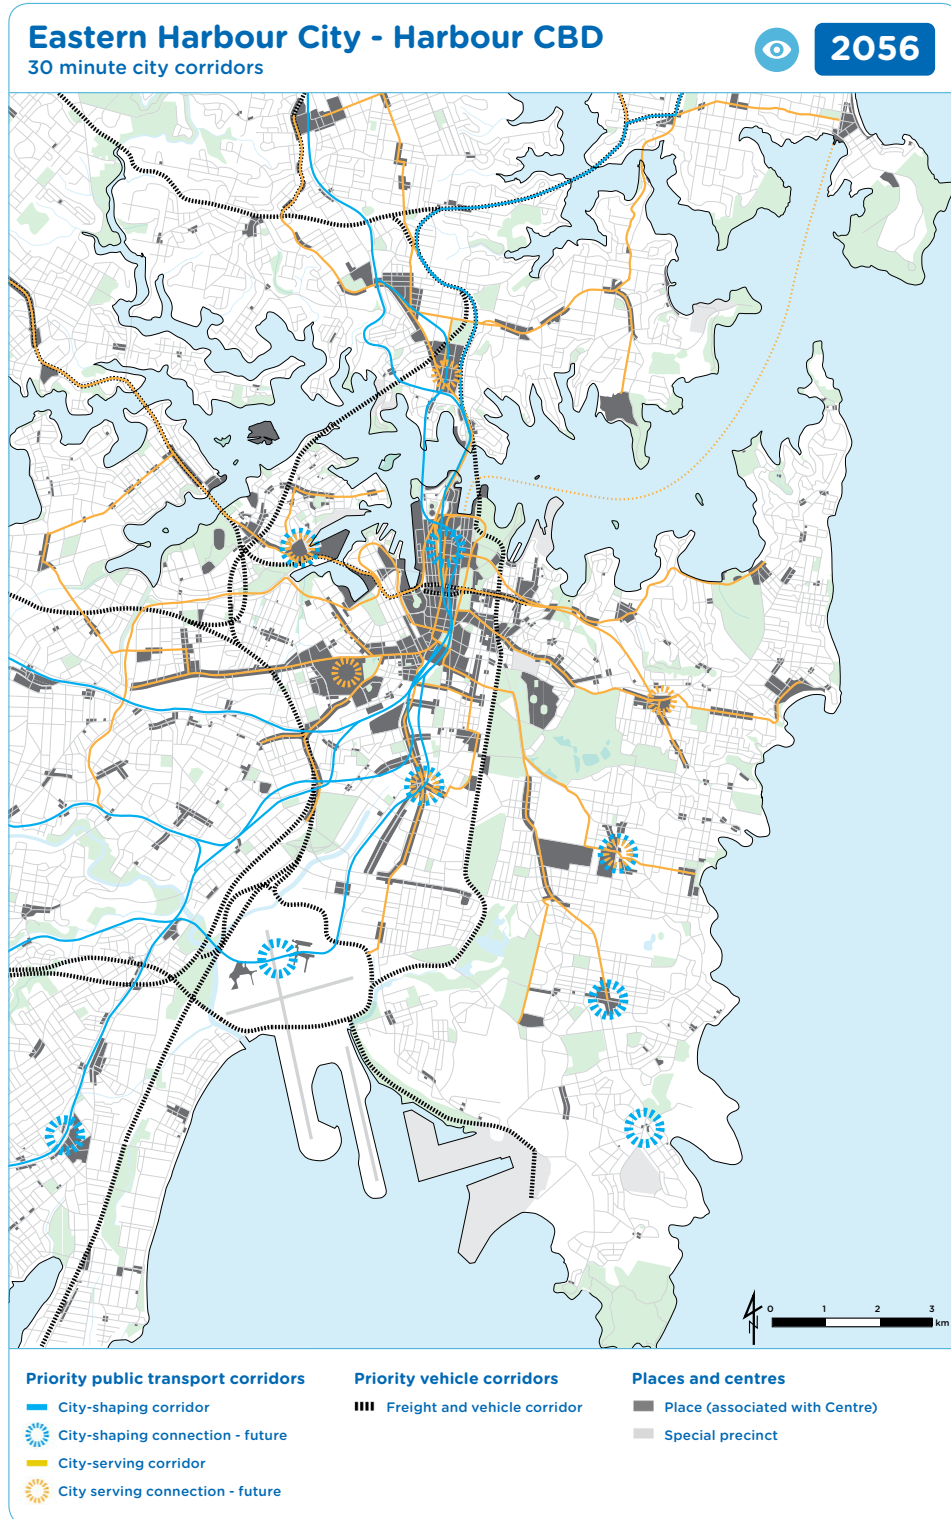 Eastern Harbour City - Harbour CBD
30 minute city corridors
2056
N
0 1 2 3
km
Priority public transport corridors
City-shaping corridor
City-shaping connection - future
City-serving corridor
City serving connection - future
Priority vehicle corridors
Freight and vehicle corridor
Places and centres
Place (associated with Centre)
Special precinct